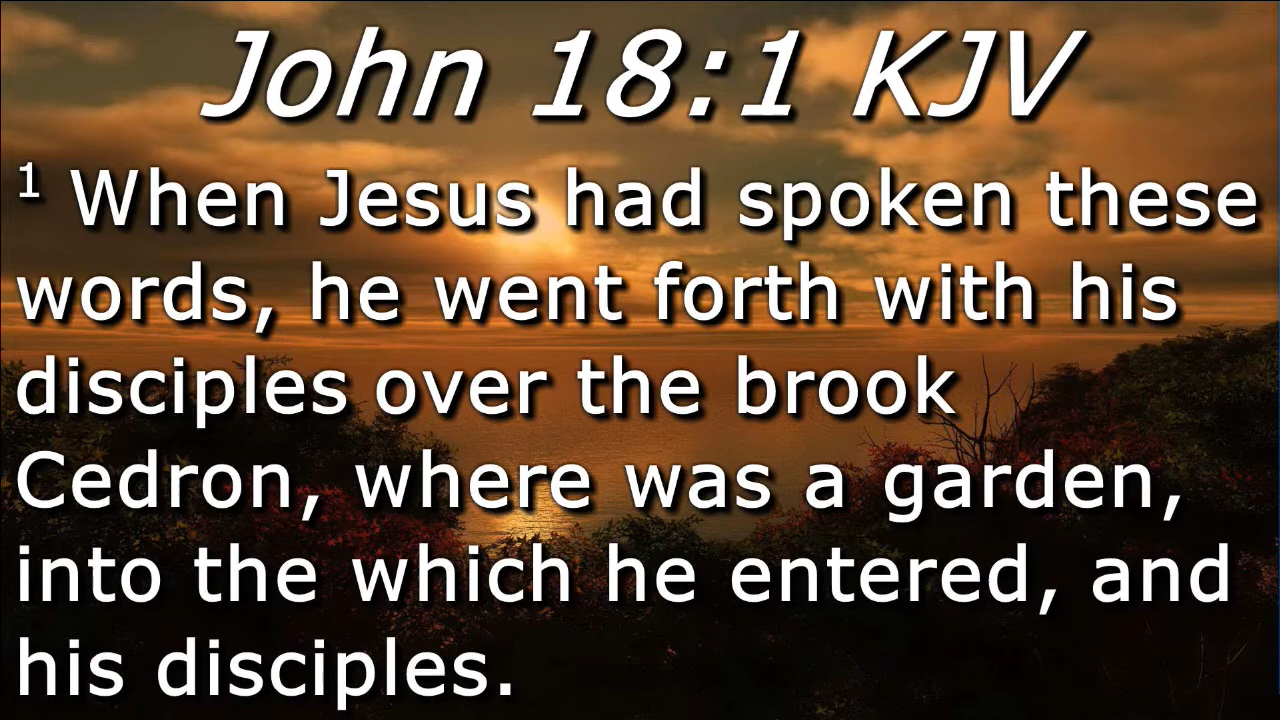 John 18:1 KJV
1 When Jesus had spoken these
words, he went forth with his
disciples over the brook
Cedron, where was a garden,
into the which he entered, and
his disciples.